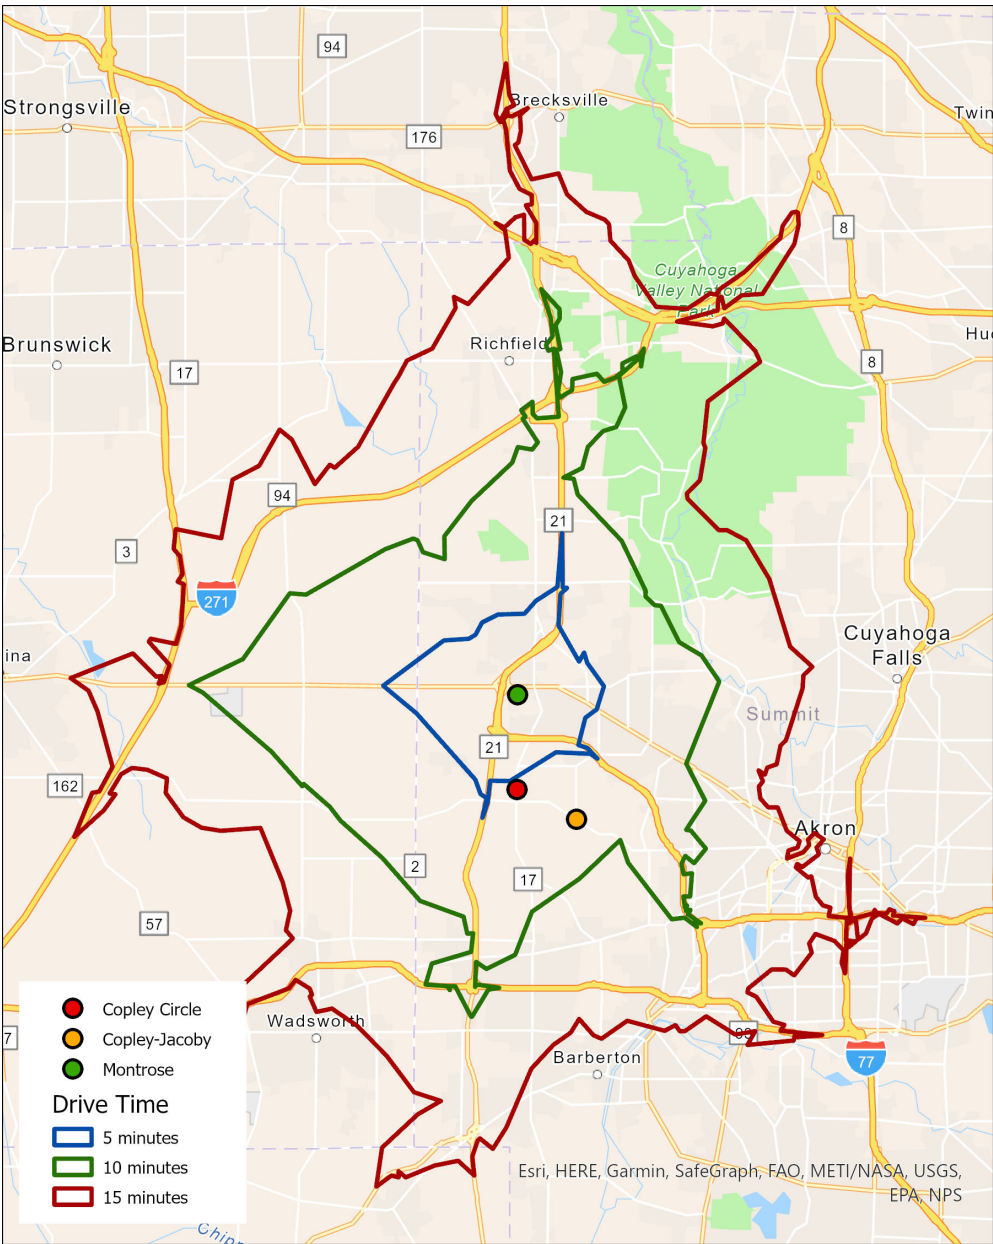 94
Strongsville
Brecksville
Twin
176
8
Cuyahoga
Valley National
Park
Brunswick
Richfield
Hu
17
8
94
21
3
271
Cuyahoga
Falls
ina
Summit
21
162
Akron
2
17
57
Copley Circle
Copley-Jacoby
Montrose
Wadsworth
93
7
Barberton
77
Drive Time
5 minutes
10 minutes
15 minutes
Esri, HERE, Garmin, SafeGraph, FAO, METI/NASA, USGS,
EPA, NPS
Chipp